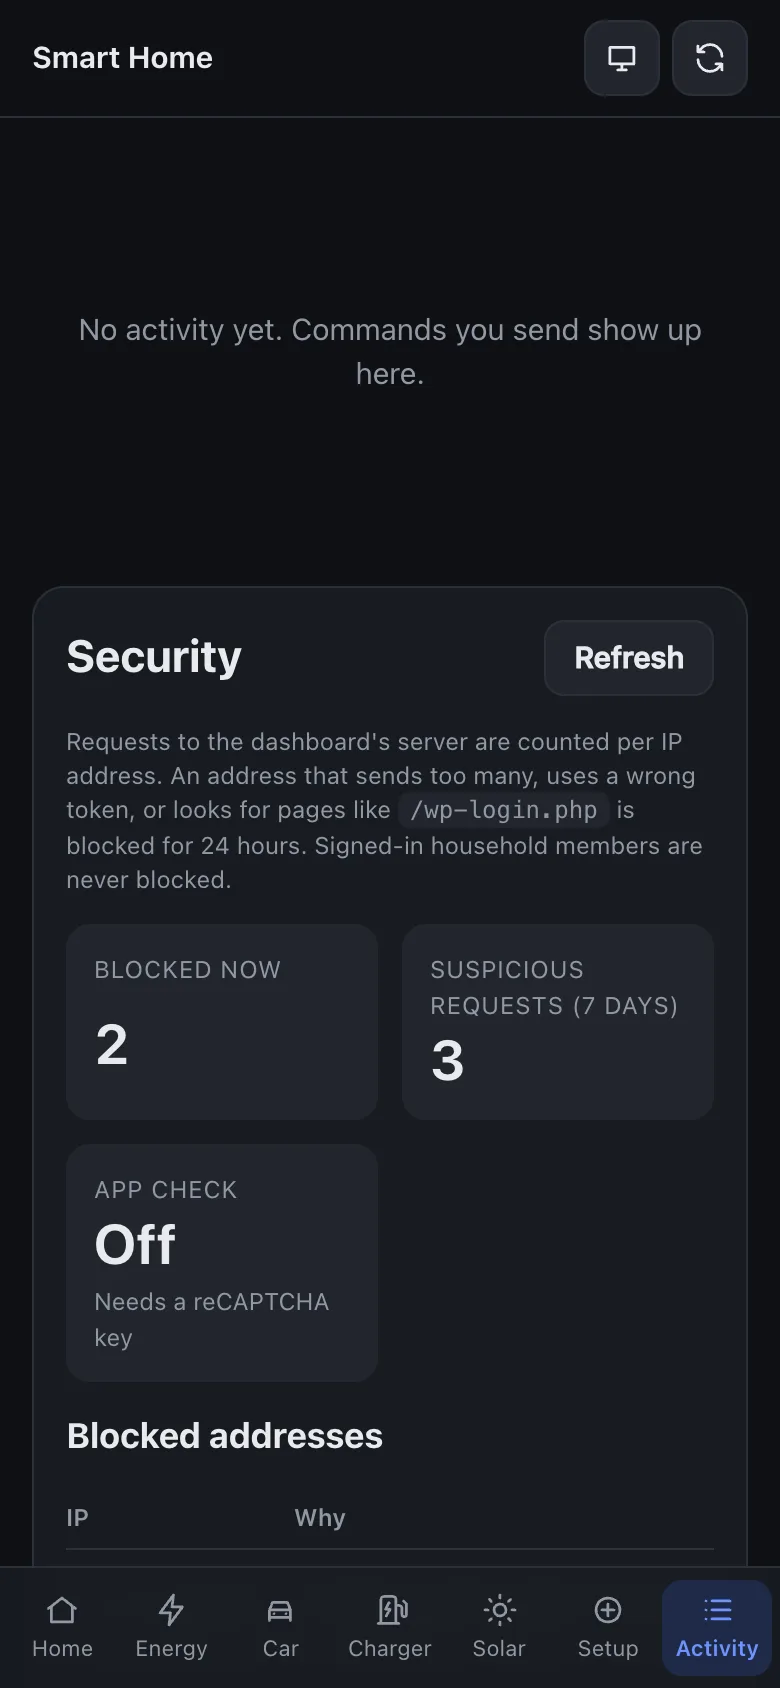 Smart Home
No activity yet. Commands you send show up
here.
Security
Refresh
Requests to the dashboard's server are counted per IP
address. An address that sends too many, uses a wrong
token, or looks for pages like /wp-login.php is
blocked for 24 hours. Signed-in household members are
never blocked.
BLOCKED NOW
2
SUSPICIOUS
REQUESTS (7 DAYS)
3
APP CHECK
Off
Needs a reCAPTCHA
key
Blocked addresses
IP Why
Home Energy Car Charger Solar Setup Activity